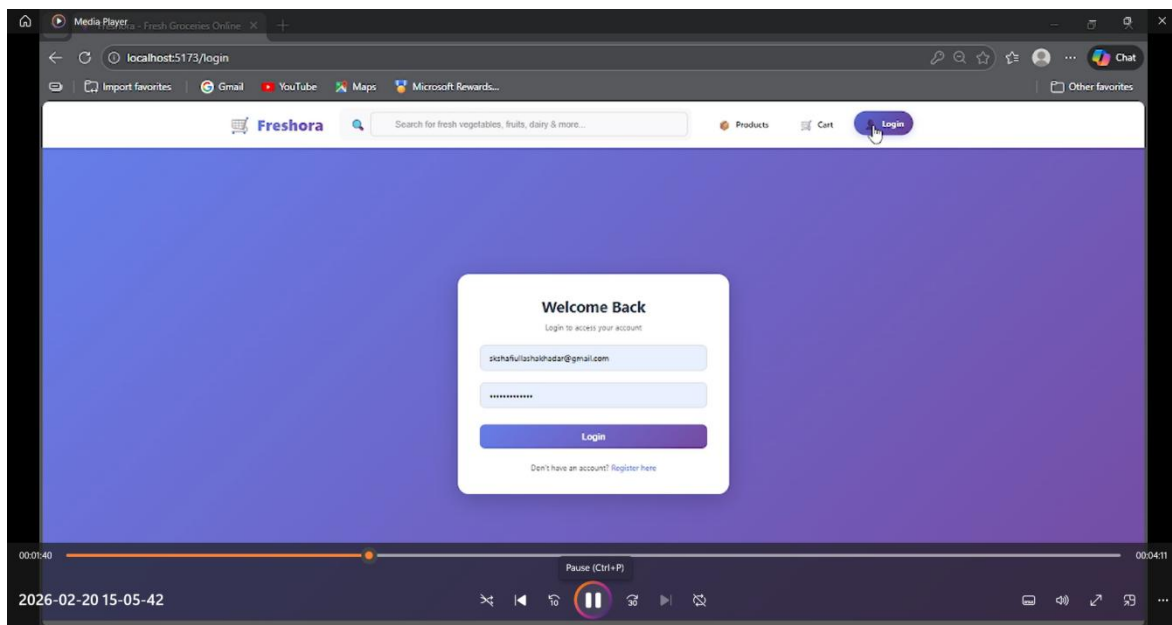 Media Player
Freshora - Fresh Groceries Online
localhost:5173/login
Chat
Import favorites
Gmail
YouTube
Maps
Microsoft Rewards...
Other favorites
Freshora
Search for fresh vegetables, fruits, dairy & more...
Products
Cart
Login
Welcome Back
Login to access your account
skshafiullashakhadar@gmail.com
Login
Don't have an account? Register here
00:01:40
00:04:11
Pause (Ctrl+P)
2026-02-20 15-05-42
10
30